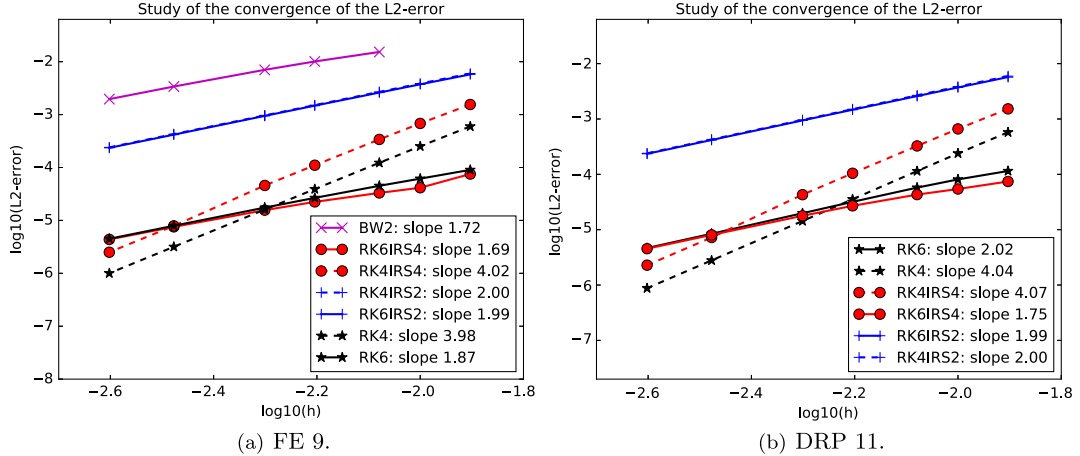 Study of the convergence of the L2-error
log10(L2-error)
−2
−3
−4
−5
−6
−7
−8
BW2: slope 1.72
RK6IRS4: slope 1.69
RK4IRS4: slope 4.02
RK4IRS2: slope 2.00
RK6IRS2: slope 1.99
RK4: slope 3.98
RK6: slope 1.87
−2.6 −2.4 −2.2 −2.0 −1.8
log10(h)
(a) FE 9.
Study of the convergence of the L2-error
log10(L2-error)
−2
−3
−4
−5
−6
−7
RK6: slope 2.02
RK4: slope 4.04
RK4IRS4: slope 4.07
RK6IRS4: slope 1.75
RK6IRS2: slope 1.99
RK4IRS2: slope 2.00
−2.6 −2.4 −2.2 −2.0 −1.8
log10(h)
(b) DRP 11.